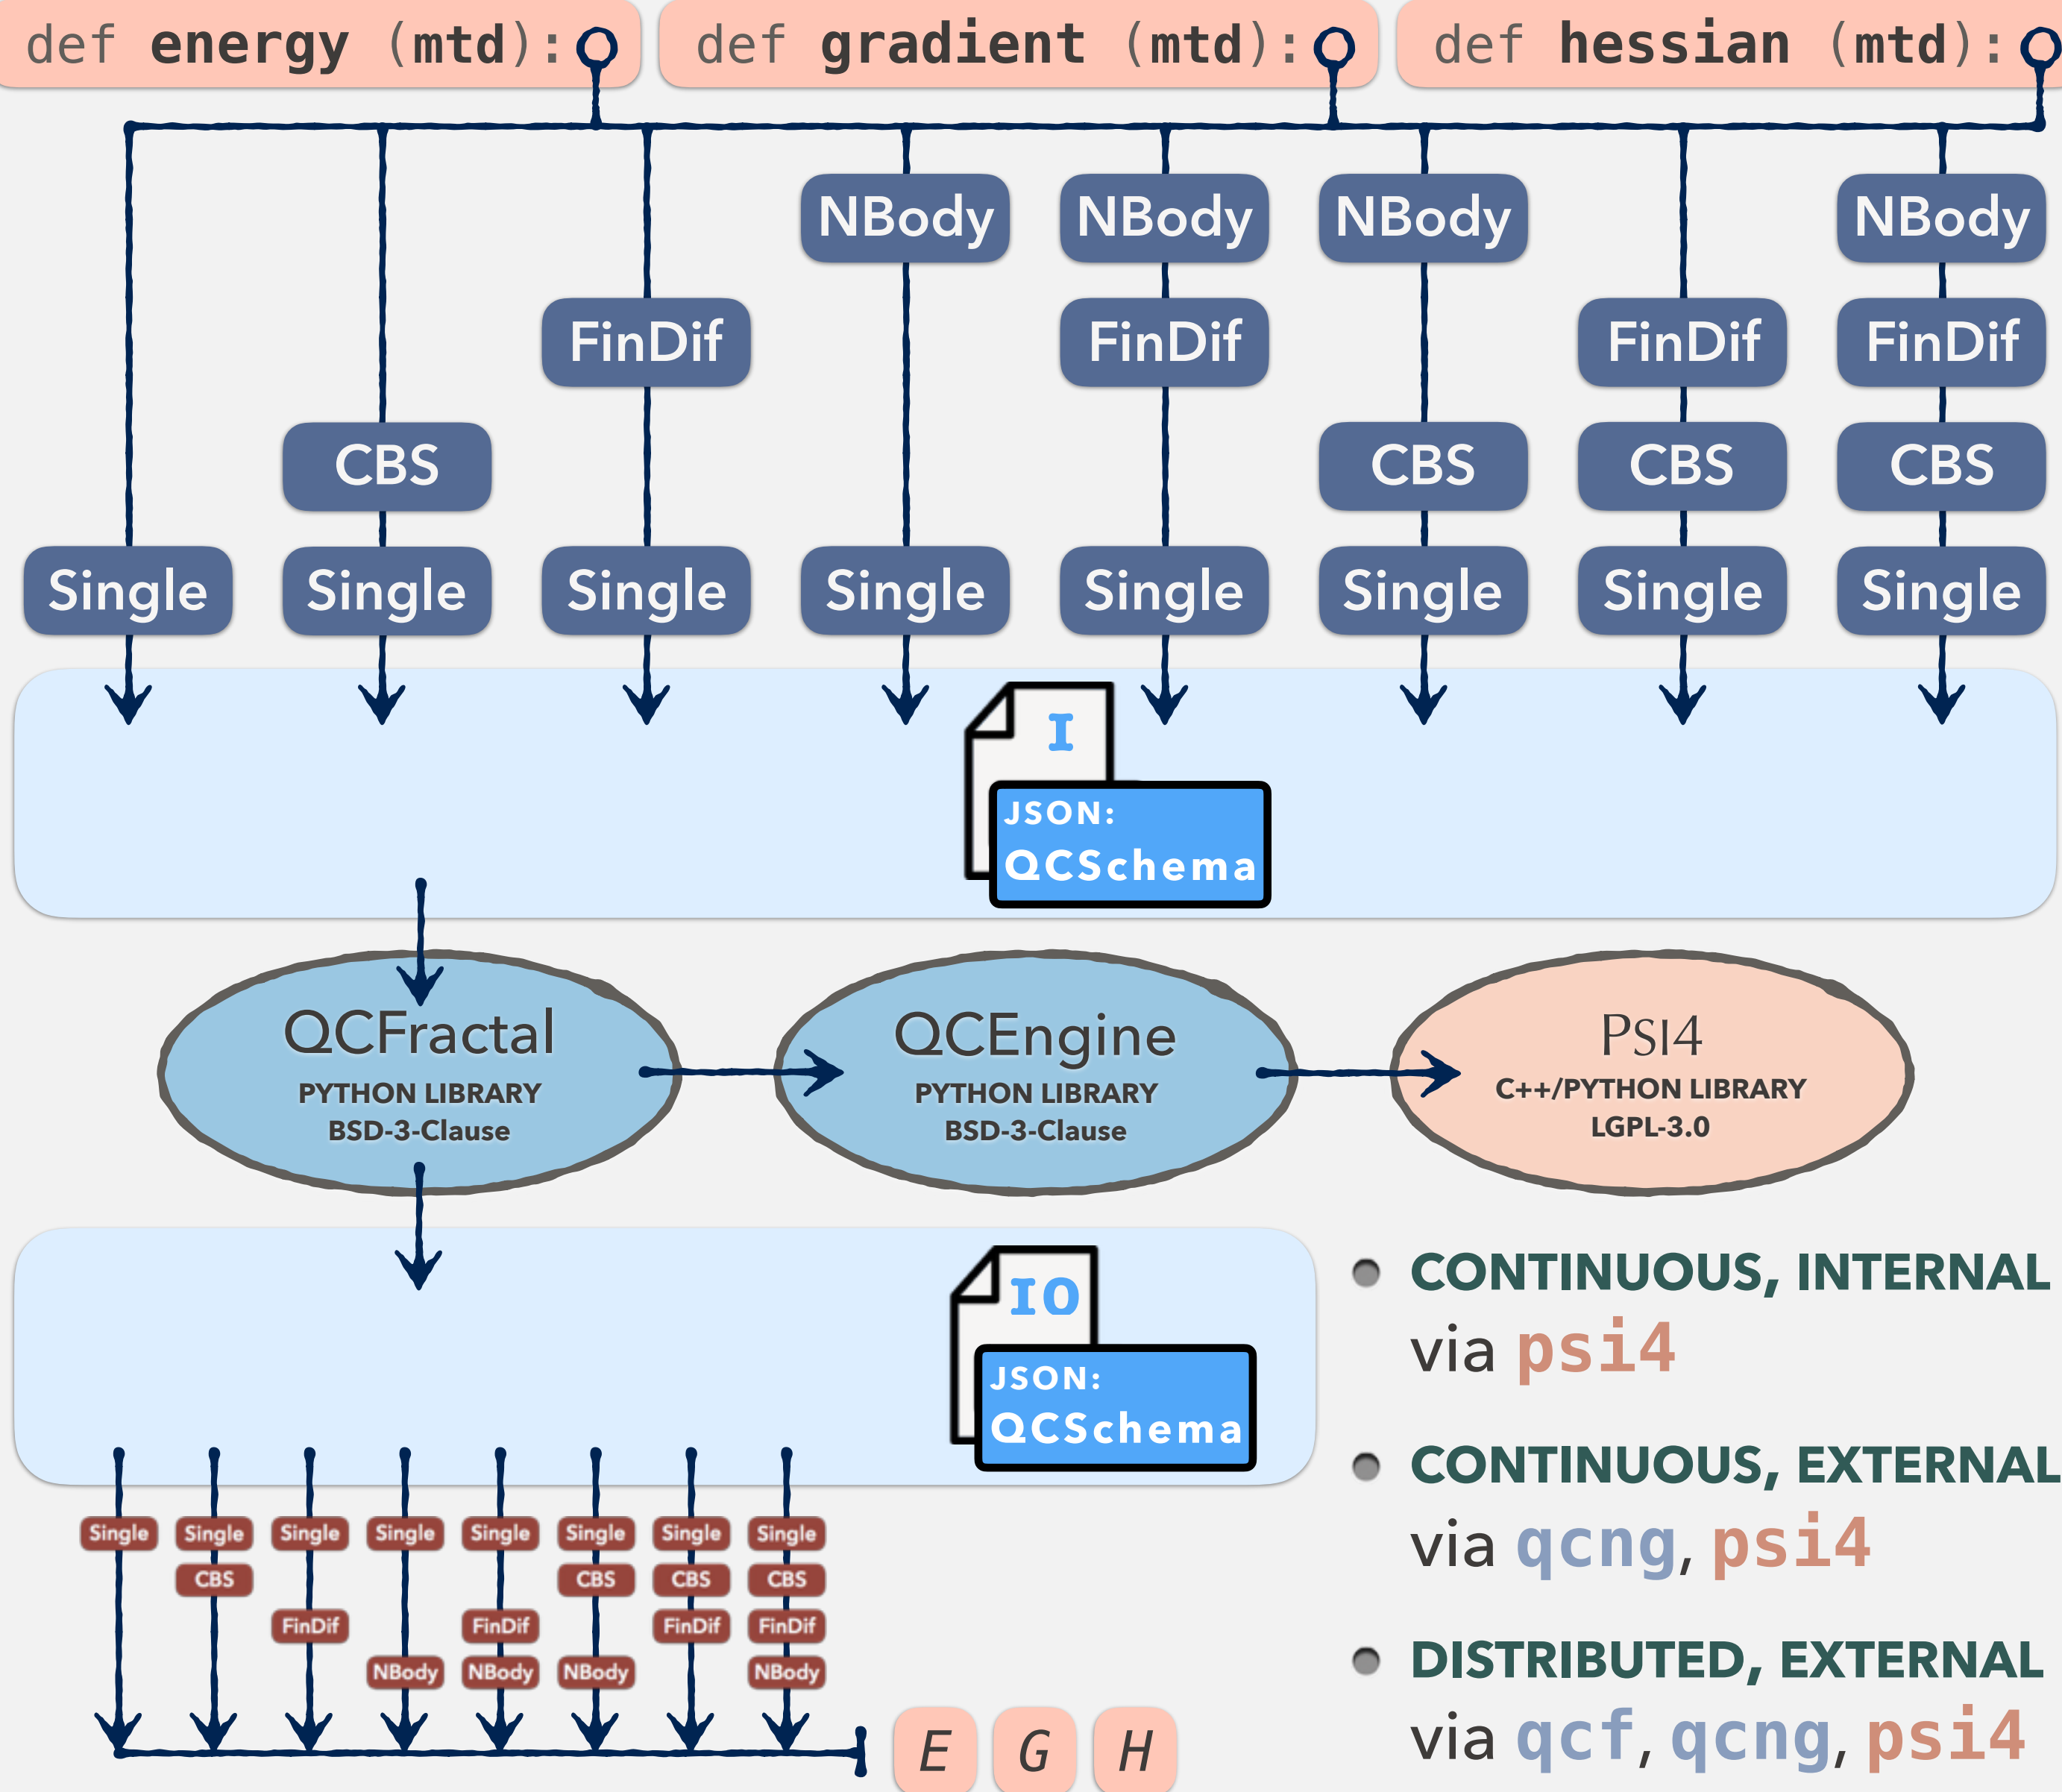 def energy (mtd):
def gradient (mtd):
def hessian (mtd):
NBody NBody NBody NBody
FinDif FinDif FinDif FinDif
CBS CBS CBS CBS
Single Single Single Single Single Single Single Single
I
JSON:
QCSchema
QCFractal
PYTHON LIBRARY
BSD-3-Clause
QCEngine
PYTHON LIBRARY
BSD-3-Clause
PSI4
C++/PYTHON LIBRARY
LGPL-3.0
IO
JSON:
QCSchema
Single Single Single Single Single Single Single Single
CBS CBS CBS CBS
FinDif FinDif FinDif FinDif
NBody NBody NBody NBody
E G H
CONTINUOUS, INTERNAL
via psi4
CONTINUOUS, EXTERNAL
via qcng, psi4
DISTRIBUTED, EXTERNAL
via qcf, qcng, psi4